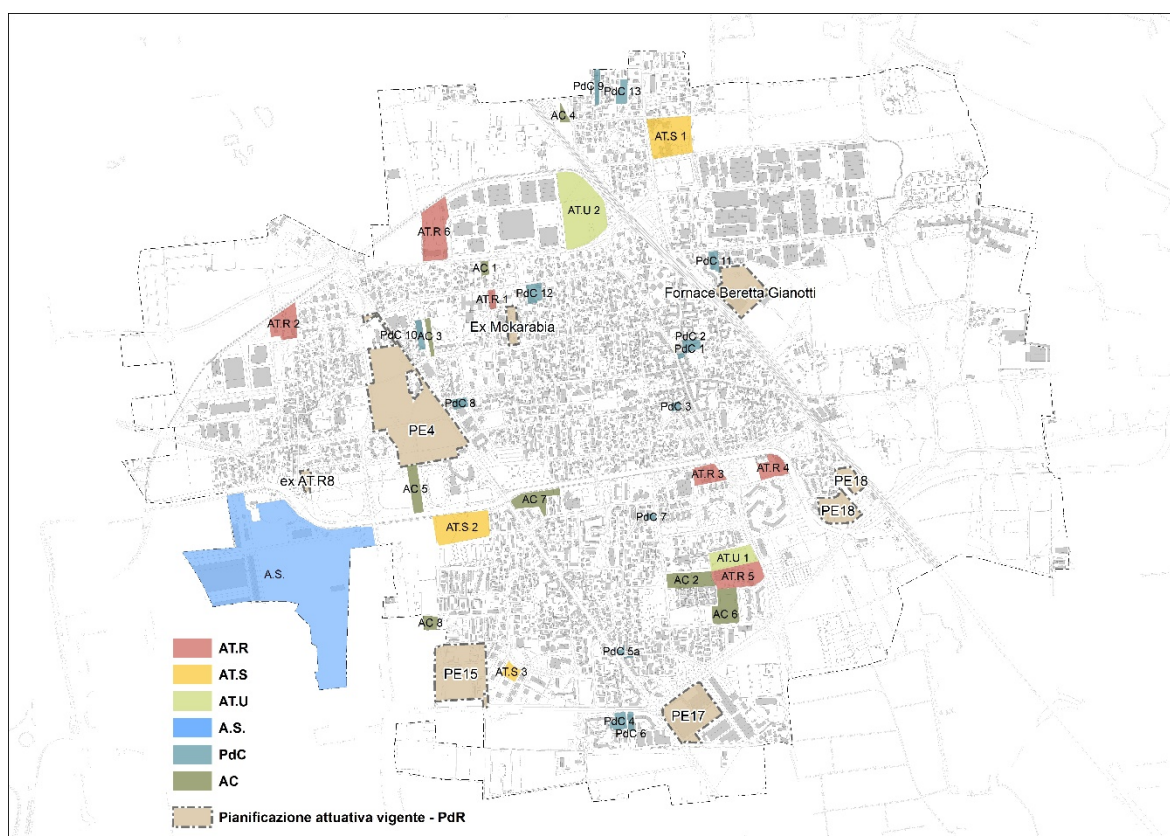 PdC 9
PdC 13
AC 4
AT.S 1
AT.U 2
AT.R 6
PdC 11
AC 1
Fornace Beretta Gianotti
PdC 12
AT.R 1
AT.R 2
Ex Mokarabia
PdC 10
AC 3
PdC 2
PdC 1
PdC 8
PdC 3
PE4
AT.R 4
AT.R 3
ex AT.R8
PE18
AC 5
AC 7
PE18
PdC 7
AT.S 2
AT.U 1
A.S.
AC 2
AT.R 5
AC 6
AC 8
AT.R
PdC 5a
AT.S
PE15
AT.S 3
AT.U
PE17
A.S.
PdC 4
PdC 6
PdC
AC
Pianificazione attuativa vigente - PdR